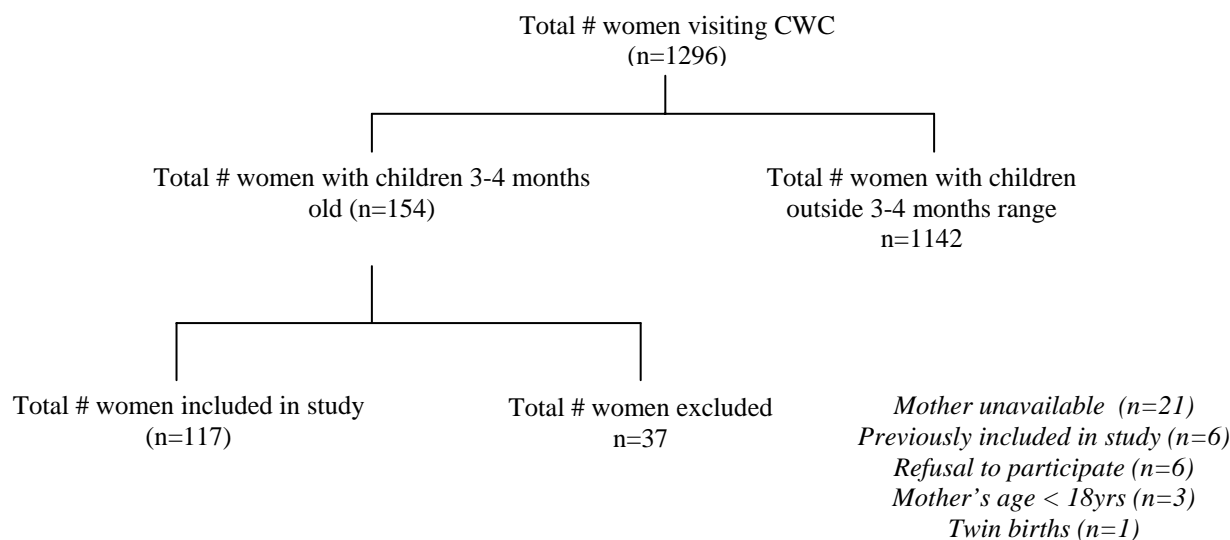 Total # women visiting CWC
(n=1296)
Total # women with children 3-4 months
old (n=154)
Total # women with children
outside 3-4 months range
n=1142
Total # women included in study
(n=117)
Total # women excluded
n=37
Mother unavailable (n=21)
Previously included in study (n=6)
Refusal to participate (n=6)
Mother’s age < 18yrs (n=3)
Twin births (n=1)